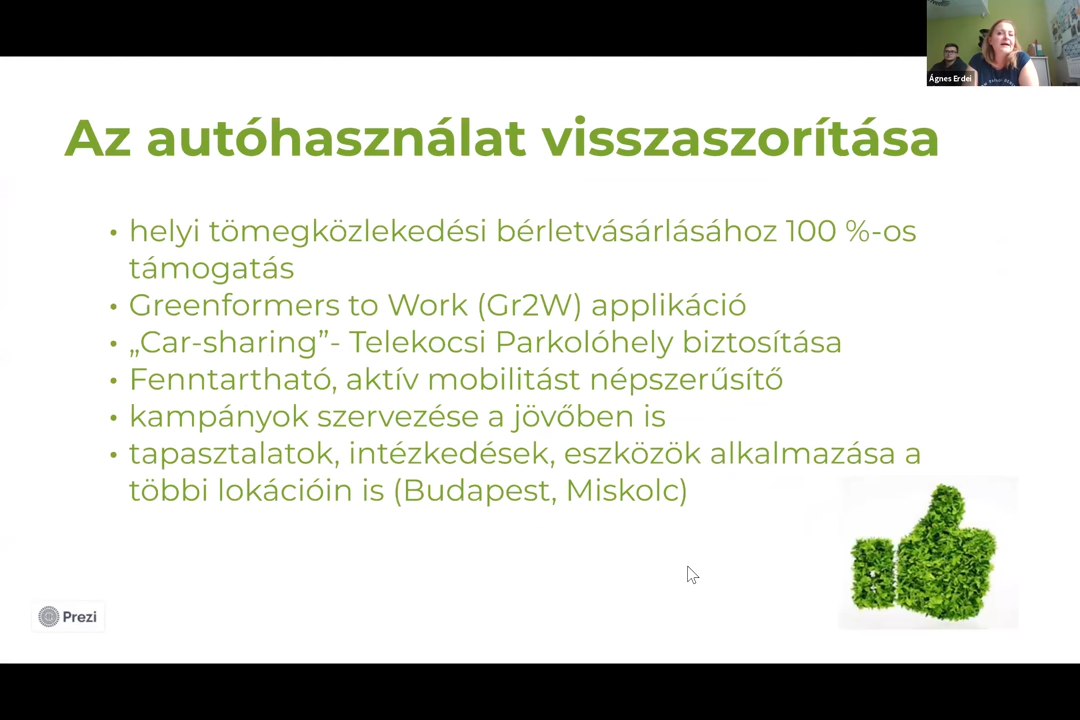 Ágnes Erdei
Az autóhasználat visszaszorítása
• helyi tömegközlekedési bérletvásárlásához 100 %-os
támogatás
• Greenformers to Work (Gr2W) applikáció
• „Car-sharing”- Telekocsi Parkolóhely biztosítása
• Fenntartható, aktív mobilitást népszerűsítő
• kampányok szervezése a jövőben is
• tapasztalatok, intézkedések, eszközök alkalmazása a
többi lokációin is (Budapest, Miskolc)
Prezi